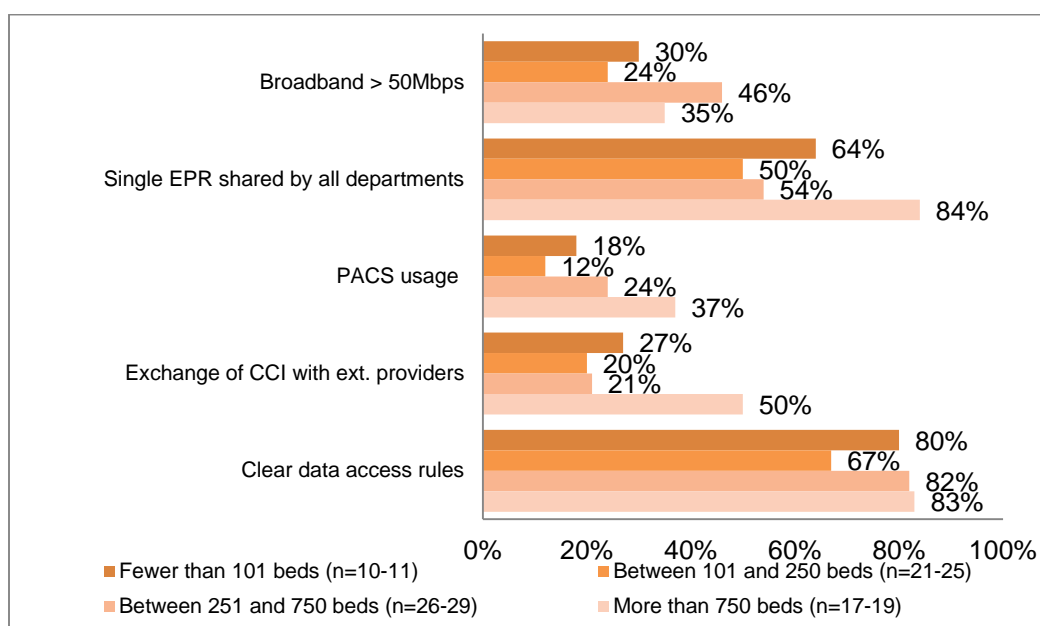 Broadband > 50Mbps
30%
24%
46%
35%
Single EPR shared by all departments
64%
50%
54%
84%
PACS usage
18%
12%
24%
37%
Exchange of CCI with ext. providers
27%
20%
21%
50%
Clear data access rules
80%
67%
82%
83%
0% 20% 40% 60% 80% 100%
Fewer than 101 beds (n=10-11) Between 101 and 250 beds (n=21-25)
Between 251 and 750 beds (n=26-29) More than 750 beds (n=17-19)